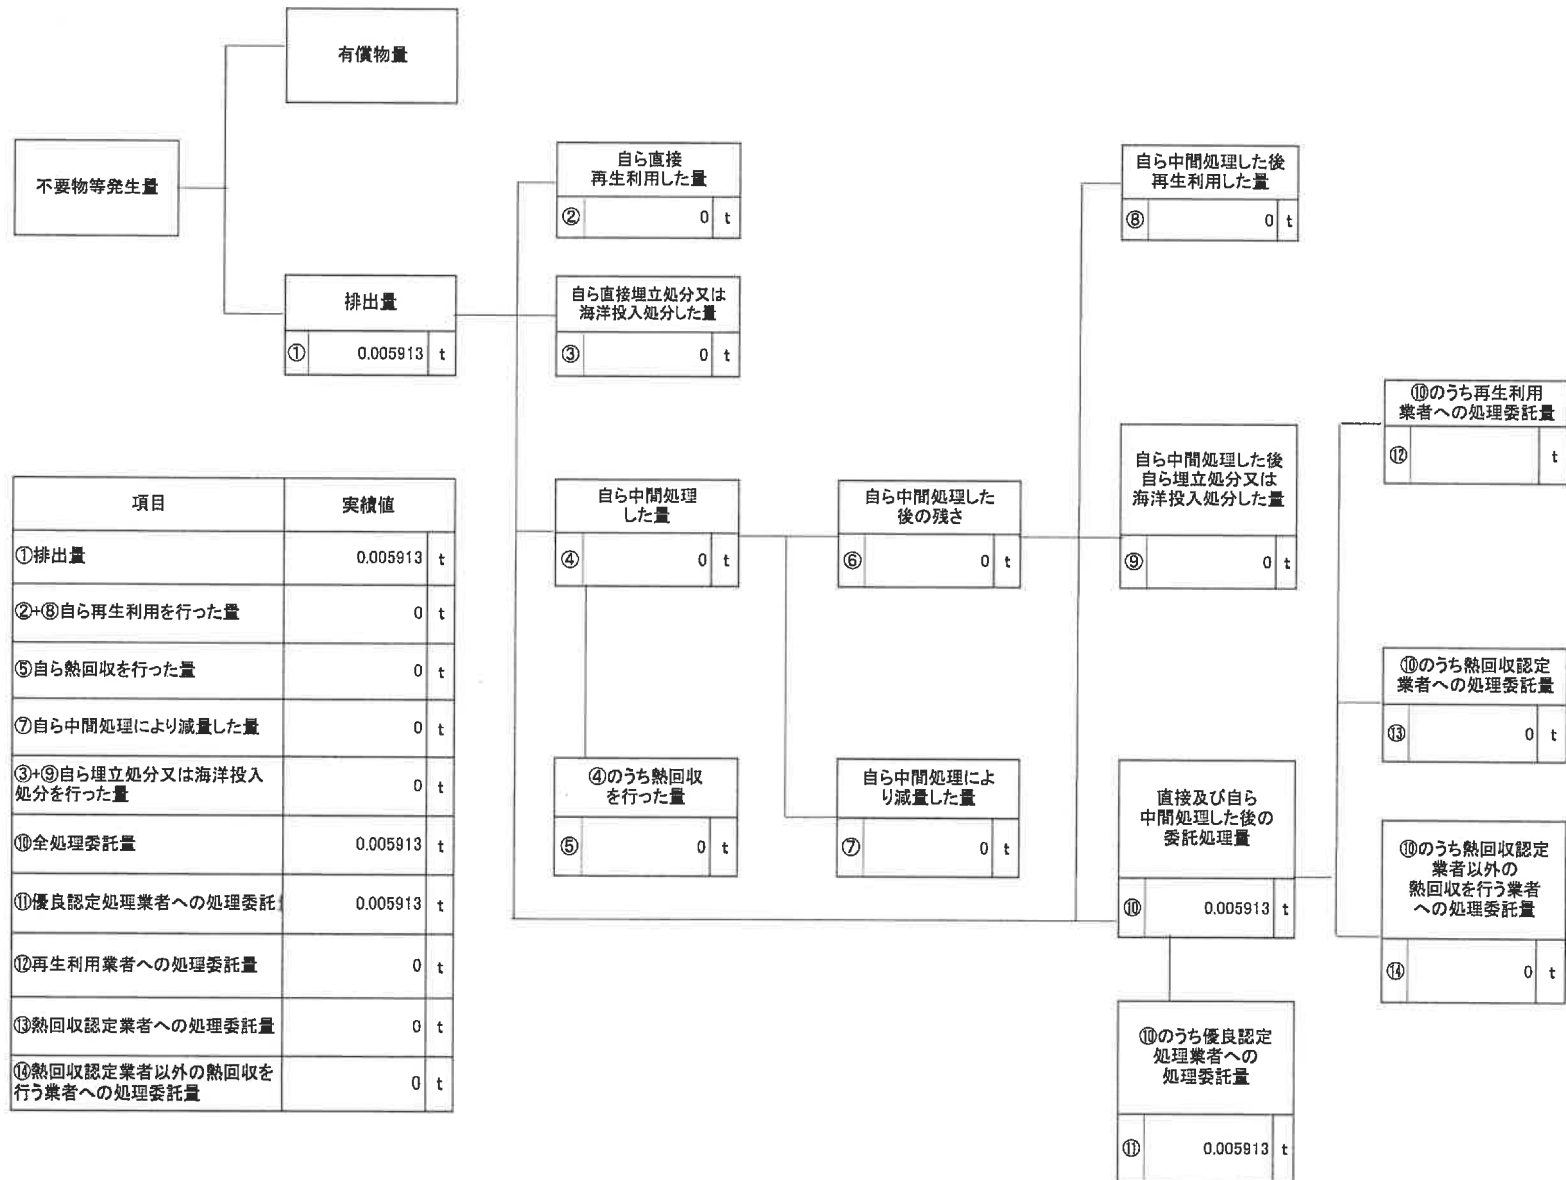 有償物量
不要物等発生量
排出量
① 0.005913 t
自ら直接
再生利用した量
② 0 t
自ら直接埋立処分又は
海洋投入処分した量
③ 0 t
自ら中間処理
した量
④ 0 t
④のうち熱回収
を行った量
⑤ 0 t
自ら中間処理した
後の残さ
⑥ 0 t
自ら中間処理によ
り減量した量
⑦ 0 t
自ら中間処理した後
再生利用した量
⑧ 0 t
自ら中間処理した後
自ら埋立処分又は
海洋投入処分した量
⑨ 0 t
直接及び自ら
中間処理した後の
委託処理量
⑩ 0.005913 t
⑩のうち優良認定
処理業者への
処理委託量
⑪ 0.005913 t
⑩のうち再生利用
業者への処理委託量
⑫ t
⑩のうち熱回収認定
業者への処理委託量
⑬ 0 t
⑩のうち熱回収認定
業者以外の
熱回収を行う業者
への処理委託量
⑭ 0 t
項目 実績値
①排出量 0.005913 t
②+⑧自ら再生利用を行った量 0 t
⑤自ら熱回収を行った量 0 t
⑦自ら中間処理により減量した量 0 t
③+⑨自ら埋立処分又は海洋投入
処分を行った量 0 t
⑩全処理委託量 0.005913 t
⑪優良認定処理業者への処理委託 0.005913 t
⑫再生利用業者への処理委託量 0 t
⑬熱回収認定業者への処理委託量 0 t
⑭熱回収認定業者以外の熱回収を
行う業者への処理委託量 0 t